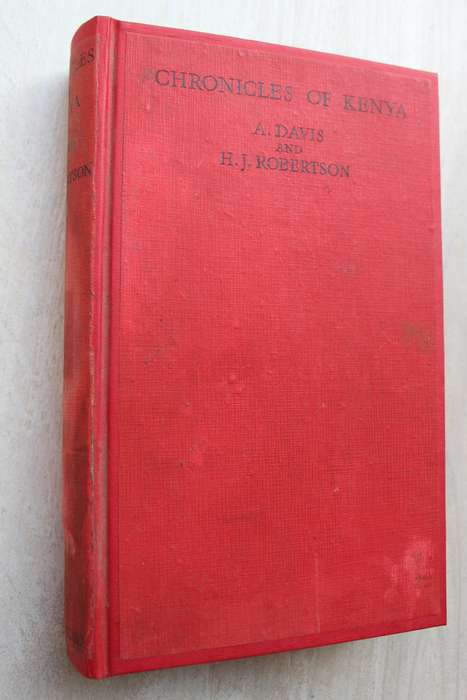 CHRONICLES OF KENYA
A. DAVIS
AND
H. J. ROBERTSON